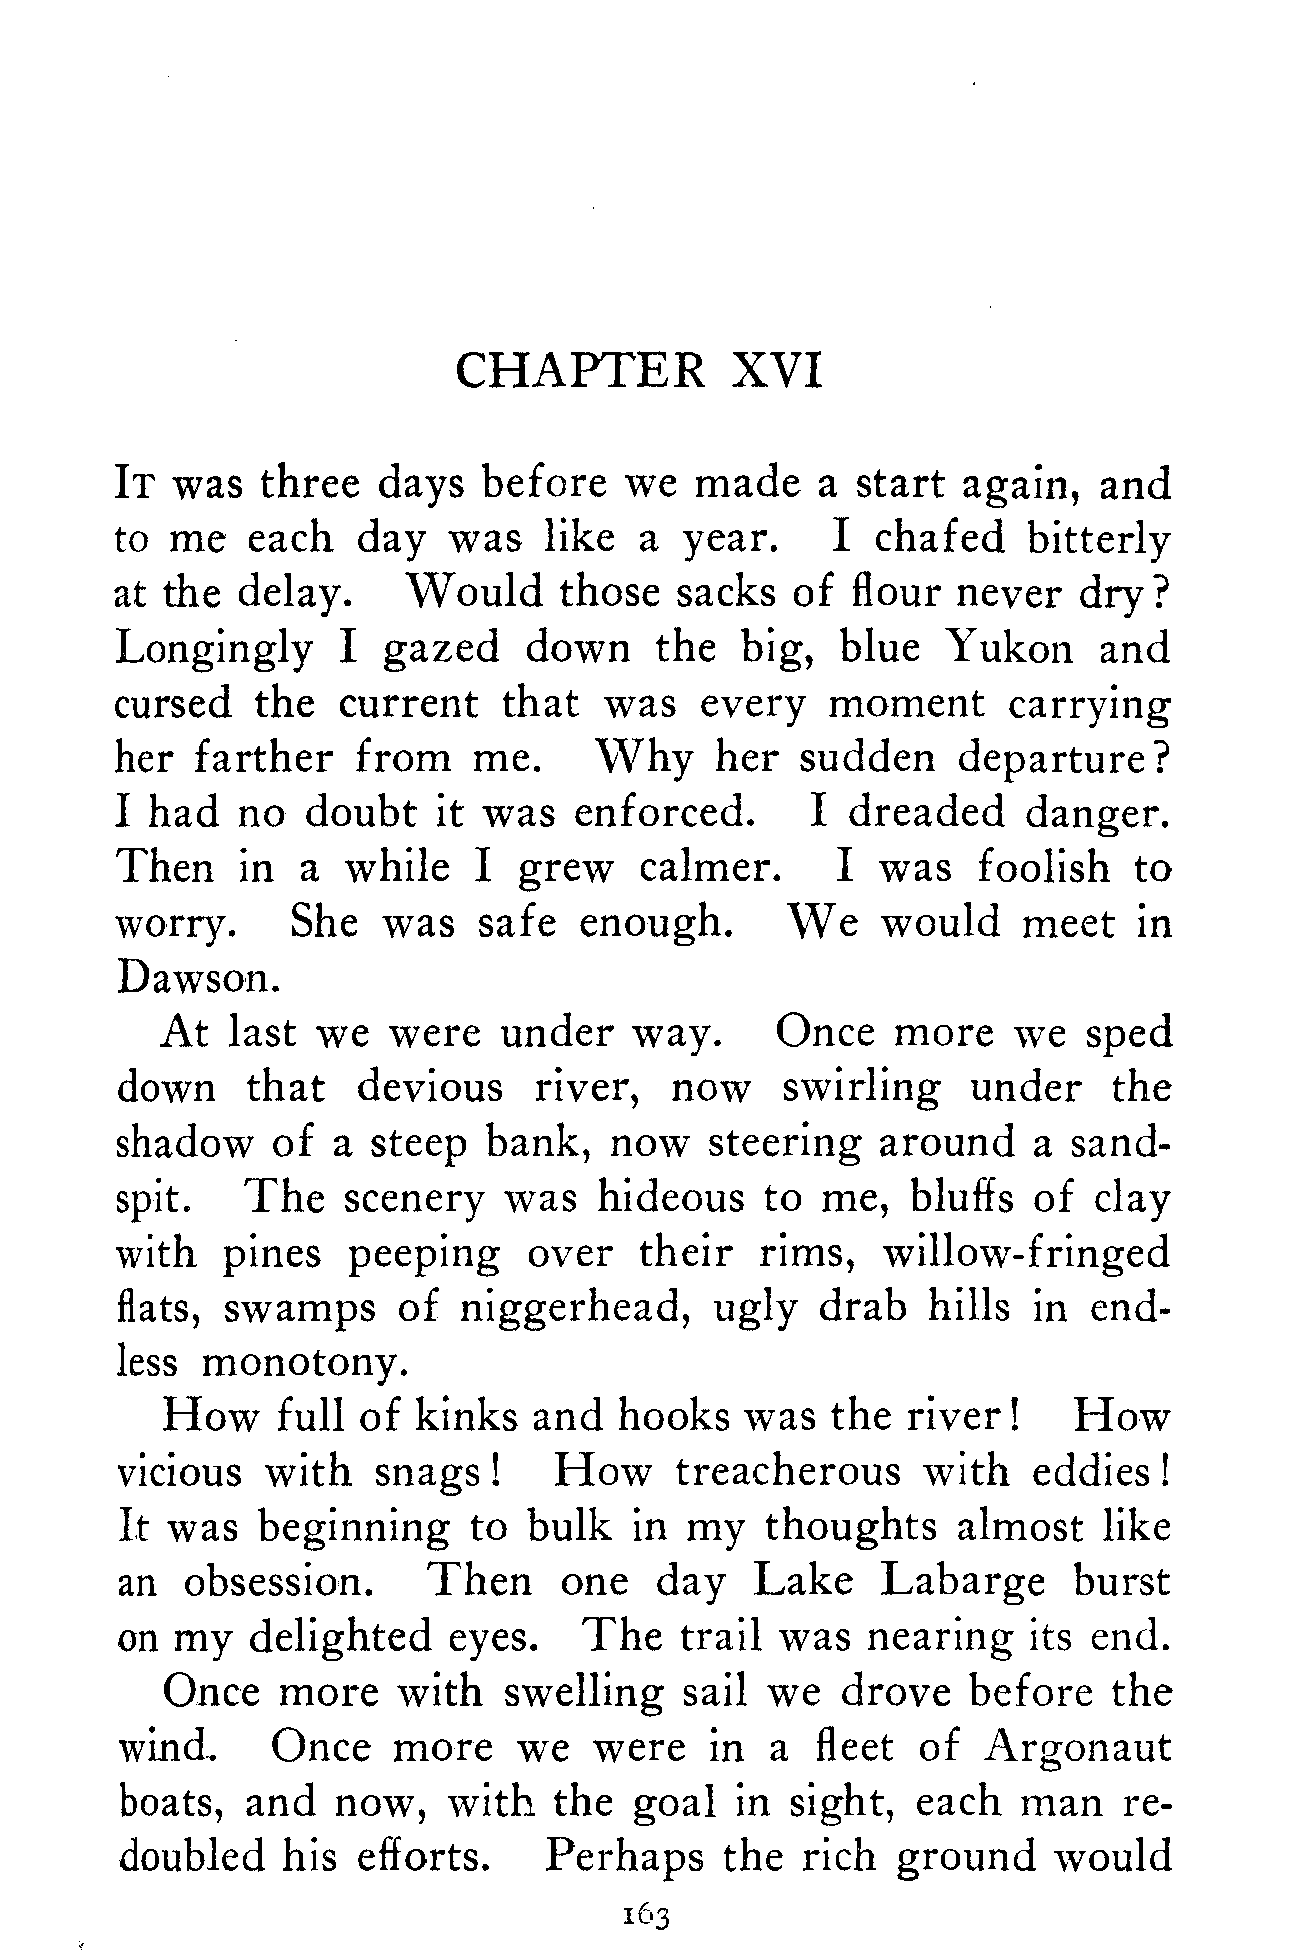 CHAPTER XVI
IT was three days before we made a start again, and
to me each day was like a year. I chafed bitterly
at the delay. Would those sacks of flour never dry?
Longingly I gazed down the big, blue Yukon and
cursed the current that was every moment carrying
her farther from me. Why her sudden departure?
I had no doubt it was enforced. I dreaded danger.
Then in a while I grew calmer. I was foolish to
worry. She was safe enough. We would meet in
Dawson.
At last we were under way. Once more we sped
down that devious river, now swirling under the
shadow of a steep bank, now steering around a sand-
spit. The scenery was hideous to me, bluffs of clay
with pines peeping over their rims, willow-fringed
flats, swamps of niggerhead, ugly drab hills in end-
less monotony.
How full of kinks and hooks was the river! How
vicious with snags! How treacherous with eddies!
It was beginning to bulk in my thoughts almost like
an obsession. Then one day Lake Labarge burst
on my delighted eyes. The trail was nearing its end.
Once more with swelling sail we drove before the
wind. Once more we were in a fleet of Argonaut
boats, and now, with the goal in sight, each man re-
doubled his efforts. Perhaps the rich ground would
163